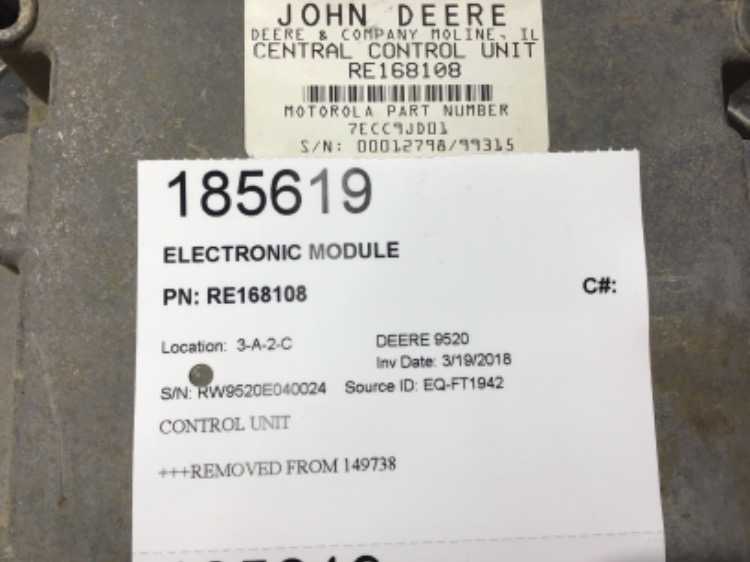 JOHN DEERE
DEERE & COMPANY MOLINE, IL
CENTRAL CONTROL UNIT
RE168108
MOTOROLA PART NUMBER
7ECC9JD01
S/N: 00012798/99315
185619
ELECTRONIC MODULE
PN: RE168108
C#:
Location: 3-A-2-C
DEERE 9520
Inv Date: 3/19/2018
S/N: RW9520E040024 Source ID: EQ-FT1942
CONTROL UNIT
+++REMOVED FROM 149738